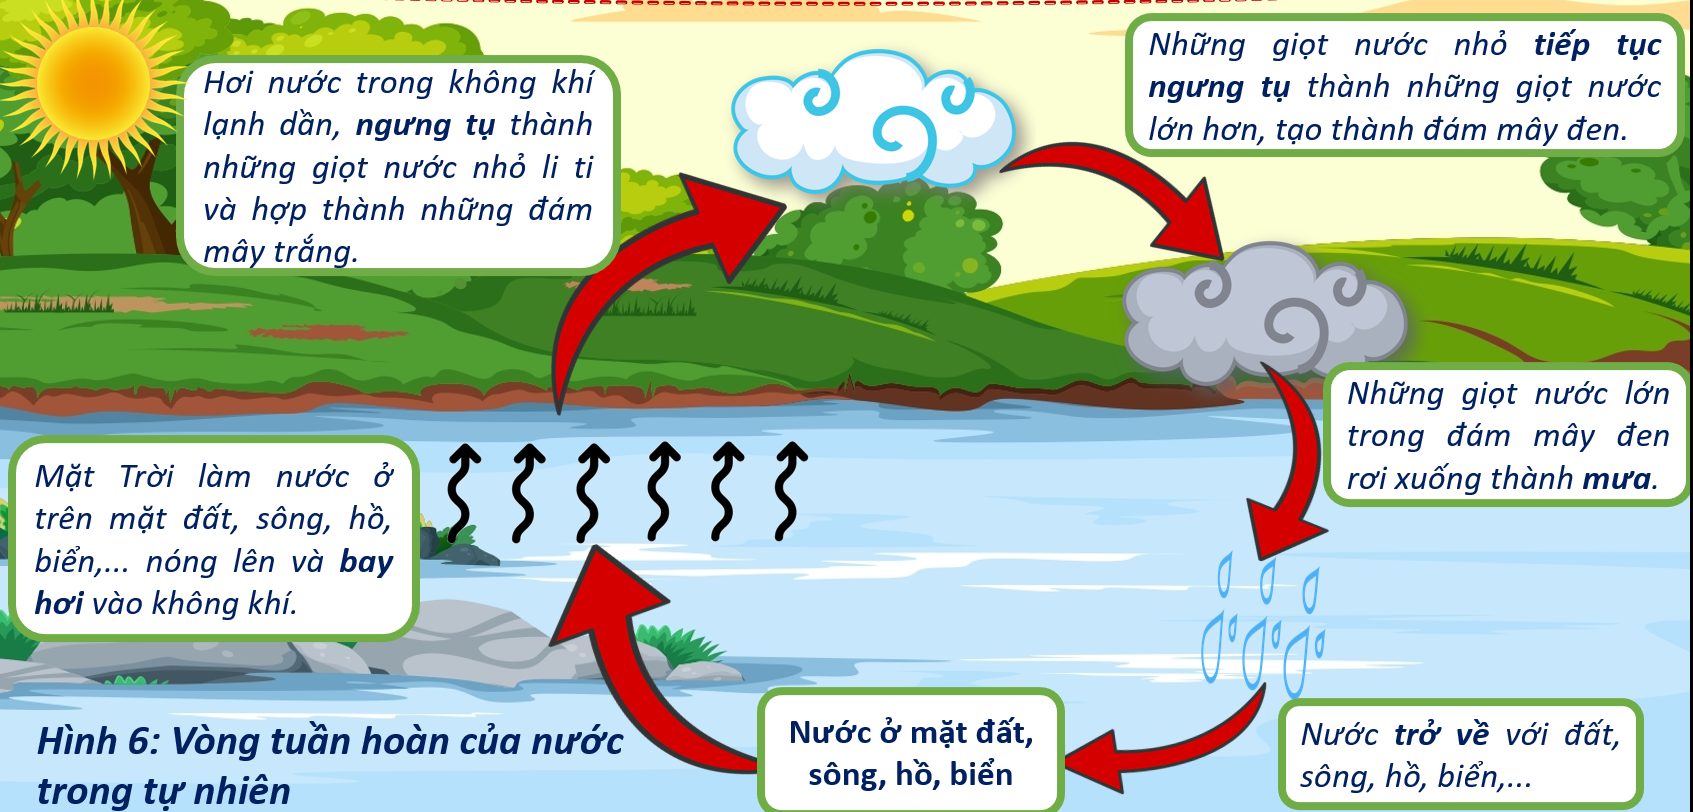 Hơi nước trong không khí
lạnh dần, ngưng tụ thành
những giọt nước nhỏ li ti
và hợp thành những đám
mây trắng.
Những giọt nước nhỏ tiếp tục
ngưng tụ thành những giọt nước
lớn hơn, tạo thành đám mây đen.
Những giọt nước lớn
trong đám mây đen
rơi xuống thành mưa.
Mặt Trời làm nước ở
trên mặt đất, sông, hồ,
biển,... nóng lên và bay
hơi vào không khí.
Nước ở mặt đất,
sông, hồ, biển
Nước trở về với đất,
sông, hồ, biển,...
Hình 6: Vòng tuần hoàn của nước
trong tự nhiên